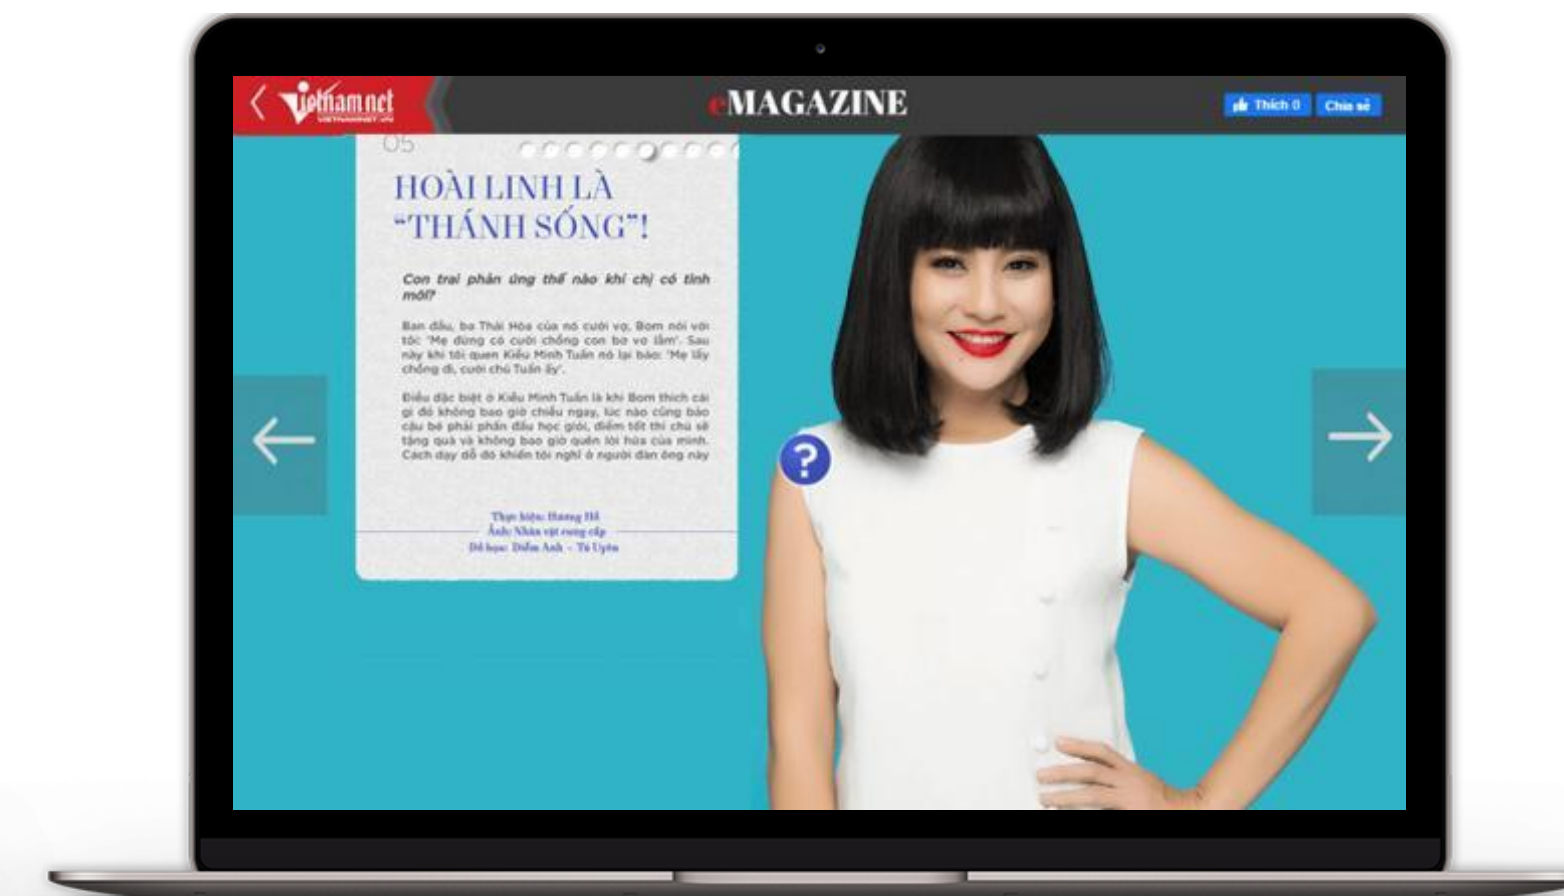 Vietnamnet
VIETNAMNET.VN
eMAGAZINE
Thích 0
Chia sẻ
05
HOÀI LINH LÀ
“THÁNH SỐNG”!
Con trai phản ứng thế nào khi chị có tình
mới?
Ban đầu, ba Thái Hòa của nó cưới vợ, Bom nói với
tôi: ‘Mẹ đừng có cưới chồng con bơ vơ lắm’. Sau
này khi tôi quen Kiều Minh Tuấn nó lại bảo: ‘Mẹ lấy
chồng đi, cưới chú Tuấn ấy’.
Điều đặc biệt ở Kiều Minh Tuấn là khi Bom thích cái
gì đó không bao giờ chiều ngay, lúc nào cũng bảo
cậu bé phải phấn đấu học giỏi, điểm tốt thì chú sẽ
tặng quà và không bao giờ quên lời hứa của mình.
Cách dạy dỗ đó khiến tôi nghĩ ở người đàn ông này
Thực hiện: Hương Hồ
Ảnh: Nhân vật cung cấp
Đồ họa: Diễm Anh - Tú Uyên
?